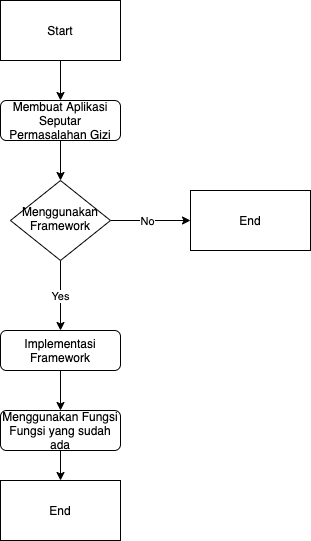 Start
Membuat Aplikasi
Seputar
Permasalahan Gizi
Menggunakan
Framework
No
End
Yes
Implementasi
Framework
Menggunakan Fungsi
Fungsi yang sudah
ada
End